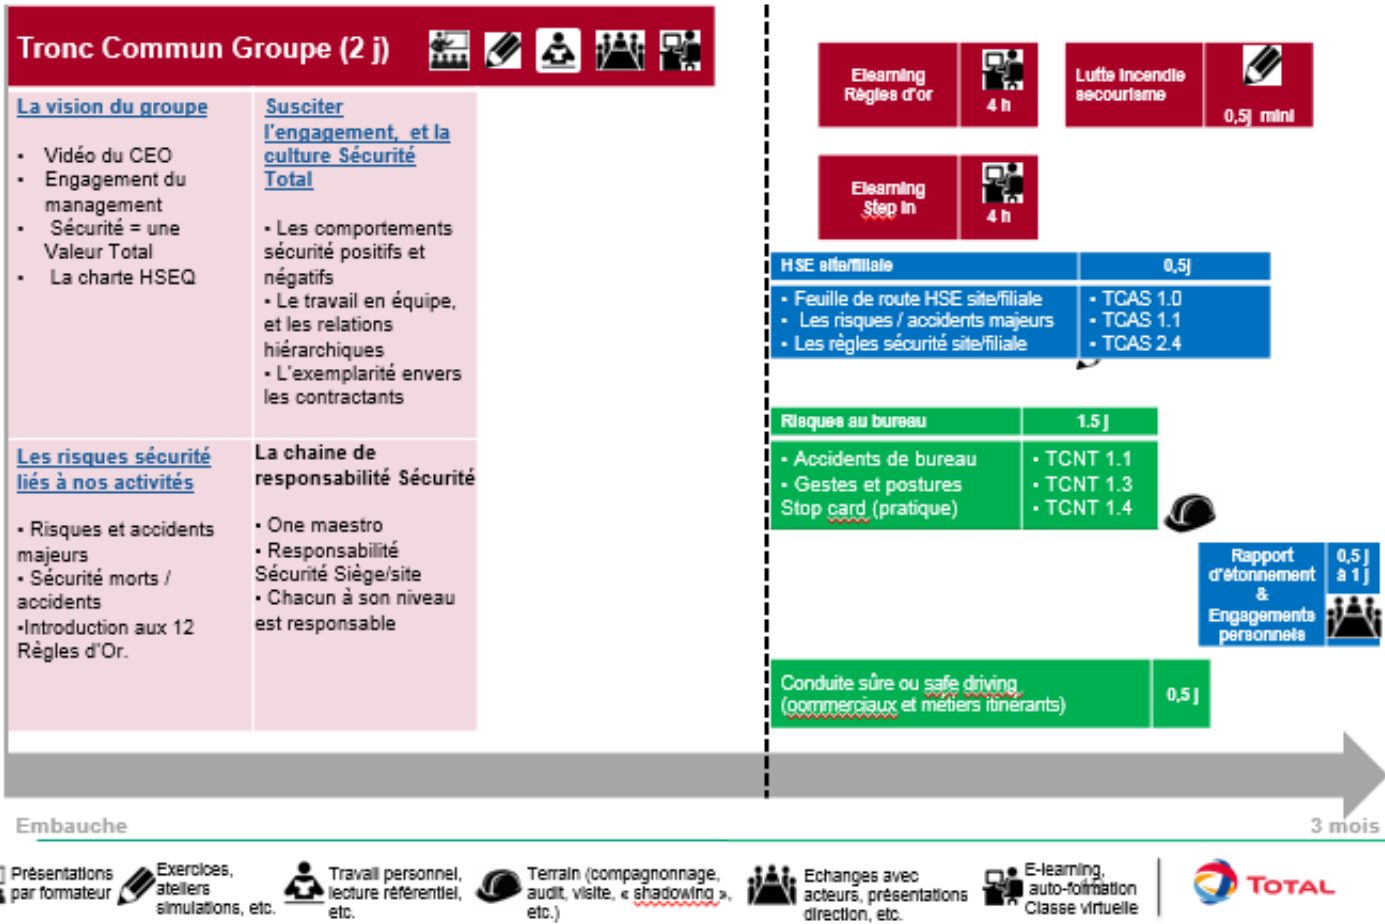 Tronc Commun Groupe (2 j)
La vision du groupe
• Vidéo du CEO
• Engagement du
management
• Sécurité = une
Valeur Total
• La charte HSEQ
Susciter
l'engagement, et la
culture Sécurité
Total
• Les comportements
sécurité positifs et
négatifs
• Le travail en équipe,
et les relations
hiérarchiques
• L'exemplarité envers
les contractants
Les risques sécurité
liés à nos activités
• Risques et accidents
majeurs
• Sécurité morts /
accidents
•Introduction aux 12
Règles d'Or.
La chaine de
responsabilité Sécurité
• One maestro
• Responsabilité
Sécurité Siège/site
• Chacun à son niveau
est responsable
Elearning
Règles d'or
4 h
Lutte incendie
secourisme
0,5j mini
Elearning
Step in
4 h
HSE site/filiale
0,5j
• Feuille de route HSE site/filiale
• Les risques / accidents majeurs
• Les règles sécurité site/filiale
• TCAS 1.0
• TCAS 1.1
• TCAS 2.4
Risques au bureau
1.5 j
• Accidents de bureau
• Gestes et postures
Stop card (pratique)
• TCNT 1.1
• TCNT 1.3
• TCNT 1.4
Rapport
d'étonnement
&
Engagements
personnels
0,5 j
à 1 j
Conduite sûre ou safe driving
(commerciaux et métiers itinérants)
0,5 j
Embauche
3 mois
Présentations
par formateur
Exercices,
ateliers
simulations, etc.
Travail personnel,
lecture référentiel,
etc.
Terrain (compagnonnage,
audit, visite, « shadowing »,
etc.)
Echanges avec
acteurs, présentations
direction, etc.
E-learning,
auto-formation
Classe virtuelle
TOTAL